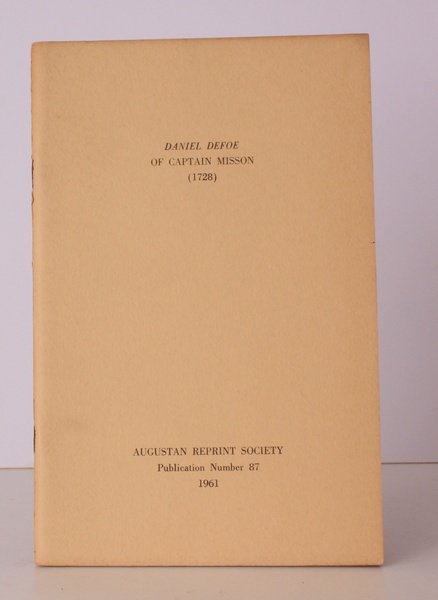 DANIEL DEFOE
OF CAPTAIN MISSON
(1728)
AUGUSTAN REPRINT SOCIETY
Publication Number 87
1961